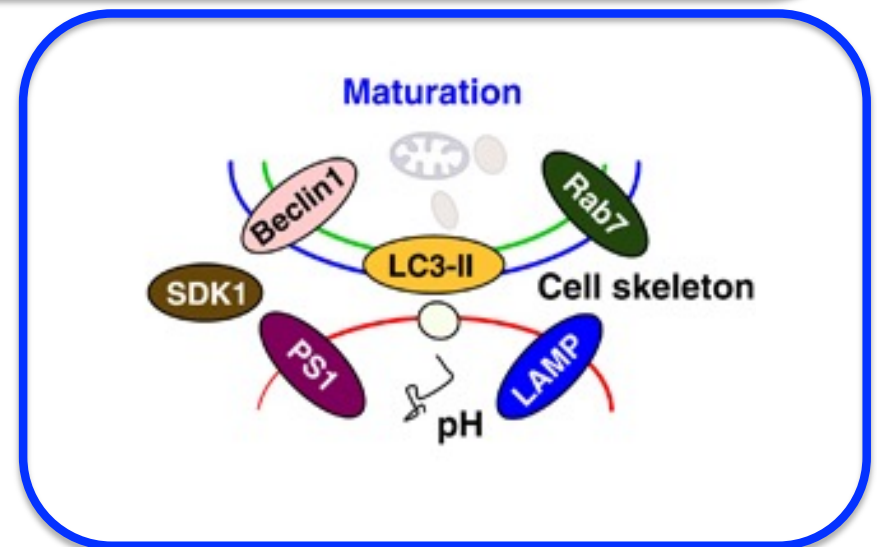 Maturation
Beclin1
Rab7
LC3-II
SDK1
Cell skeleton
PS1
LAMP
pH